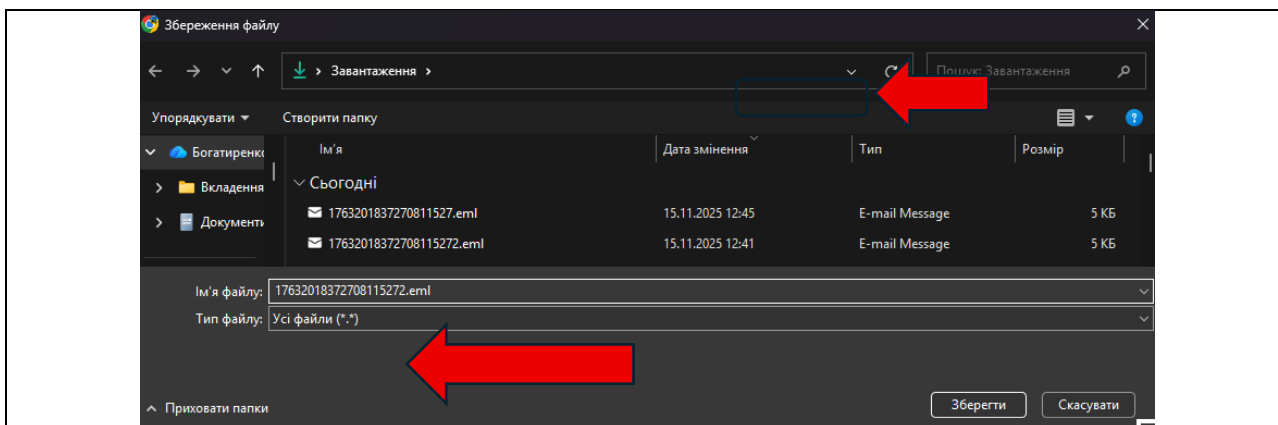 Збереження файлу
Завантаження
Пошук: Завантаження
Упорядкувати
Створити папку
Богатиренко
Ім'я
Дата змінення
Тип
Розмір
Вкладення
Сьогодні
1763201837270811527.eml 15.11.2025 12:45 E-mail Message 5 КБ
Документи
17632018372708115272.eml 15.11.2025 12:41 E-mail Message 5 КБ
Ім'я файлу: 17632018372708115272.eml
Тип файлу: Усі файли (*.*)
Приховати папки
Зберегти
Скасувати